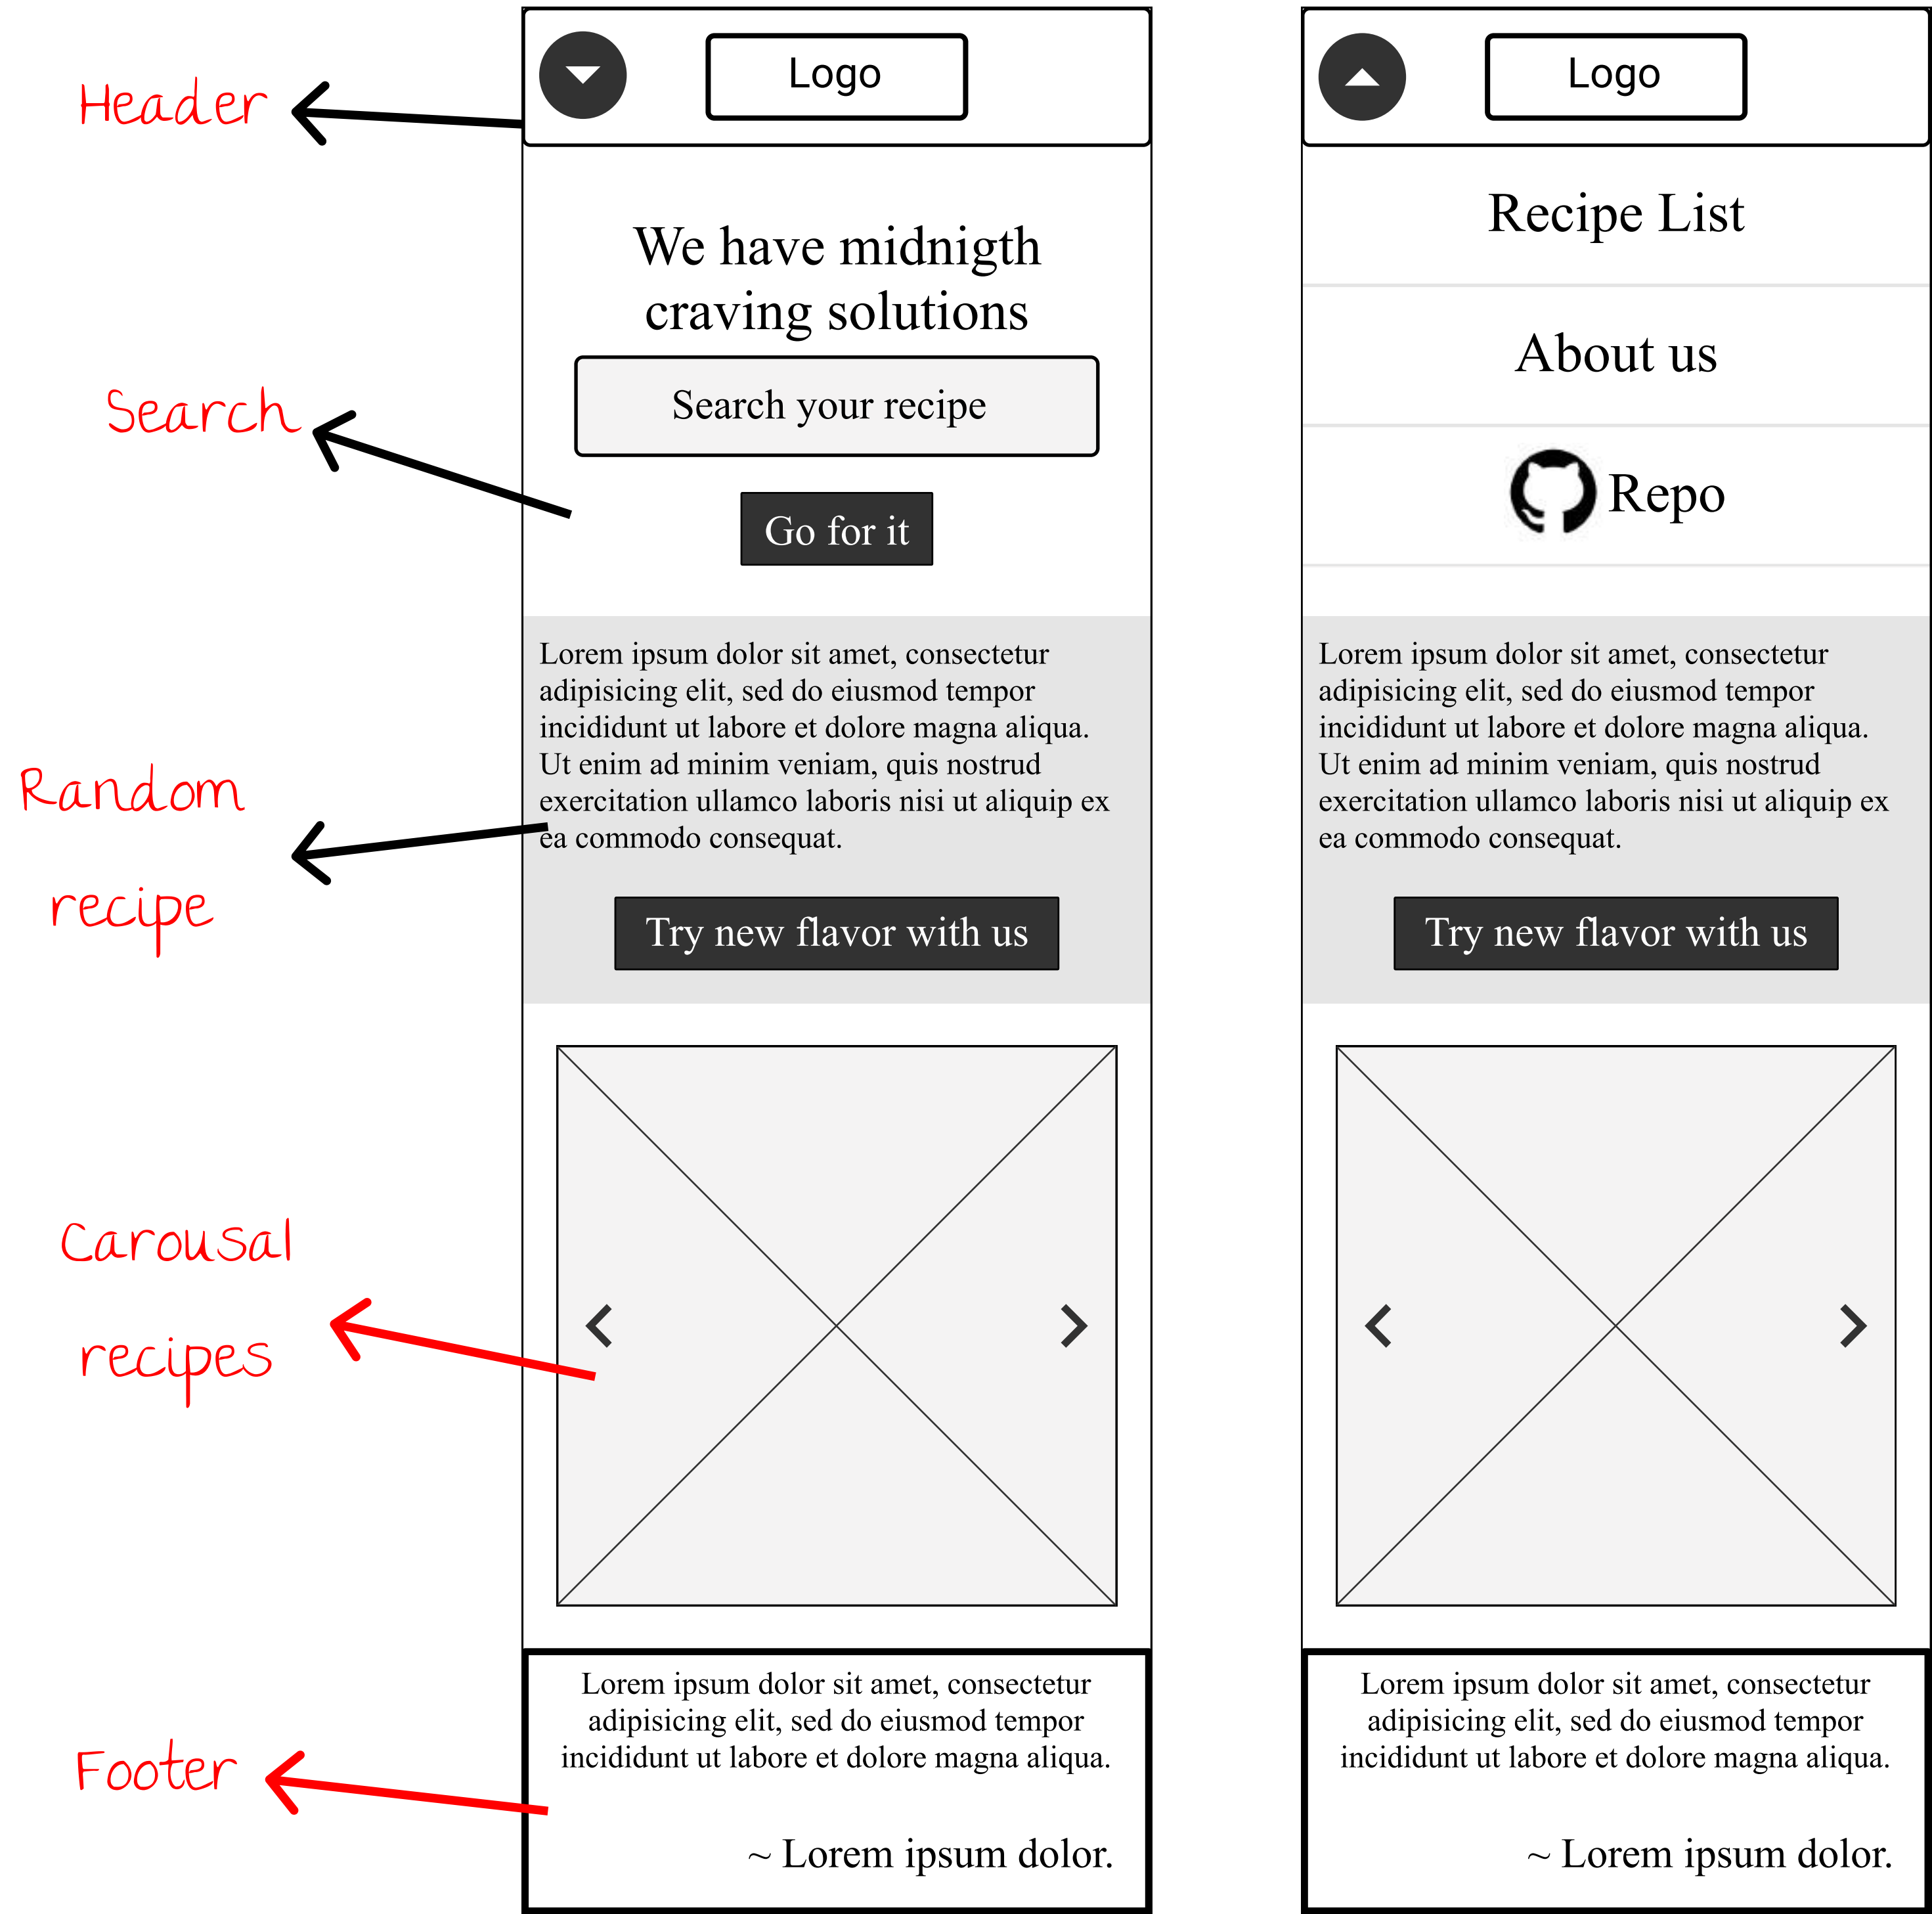 Header
Search
Random
recipe
Carousal
recipes
Footer
Logo
We have midnigth
craving solutions
Search your recipe
Go for it
Lorem ipsum dolor sit amet, consectetur
adipisicing elit, sed do eiusmod tempor
incididunt ut labore et dolore magna aliqua.
Ut enim ad minim veniam, quis nostrud
exercitation ullamco laboris nisi ut aliquip ex
ea commodo consequat.
Try new flavor with us
Lorem ipsum dolor sit amet, consectetur
adipisicing elit, sed do eiusmod tempor
incididunt ut labore et dolore magna aliqua.
~ Lorem ipsum dolor.
Logo
Recipe List
About us
Repo
Lorem ipsum dolor sit amet, consectetur
adipisicing elit, sed do eiusmod tempor
incididunt ut labore et dolore magna aliqua.
Ut enim ad minim veniam, quis nostrud
exercitation ullamco laboris nisi ut aliquip ex
ea commodo consequat.
Try new flavor with us
Lorem ipsum dolor sit amet, consectetur
adipisicing elit, sed do eiusmod tempor
incididunt ut labore et dolore magna aliqua.
~ Lorem ipsum dolor.